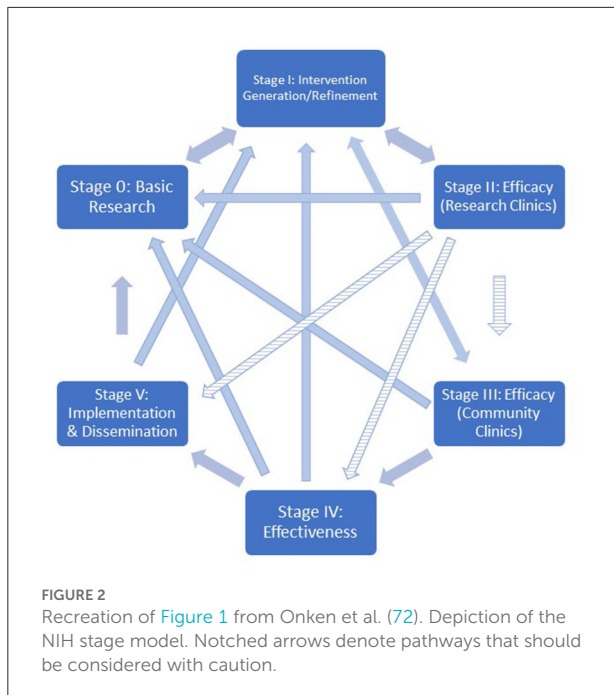 Stage I: Intervention
Generation/Refinement
Stage 0: Basic
Research
Stage II: Efficacy
(Research Clinics)
Stage V:
Implementation
& Dissemination
Stage III: Efficacy
(Community
Clinics)
Stage IV:
Effectiveness
FIGURE 2
Recreation of Figure 1 from Onken et al. (72). Depiction of the
NIH stage model. Notched arrows denote pathways that should
be considered with caution.